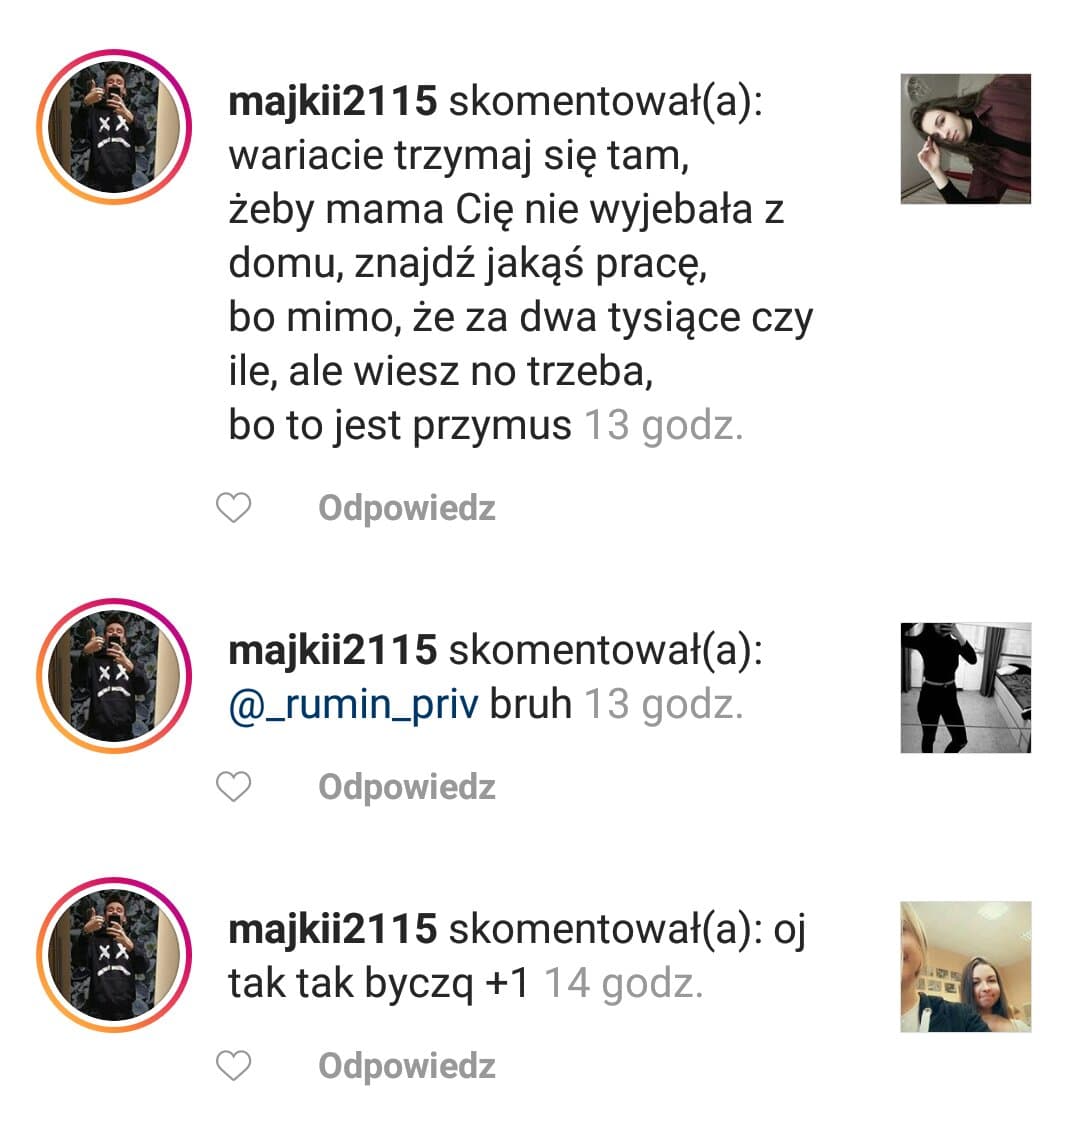 majkii2115 skomentował(a):
wariacie trzymaj się tam,
żeby mama Cię nie wyjebała z
domu, znajdź jakąś pracę,
bo mimo, że za dwa tysiące czy
ile, ale wiesz no trzeba,
bo to jest przymus 13 godz.
Odpowiedz
majkii2115 skomentował(a):
@_rumin_priv bruh 13 godz.
Odpowiedz
majkii2115 skomentował(a): oj
tak tak byczq +1 14 godz.
Odpowiedz